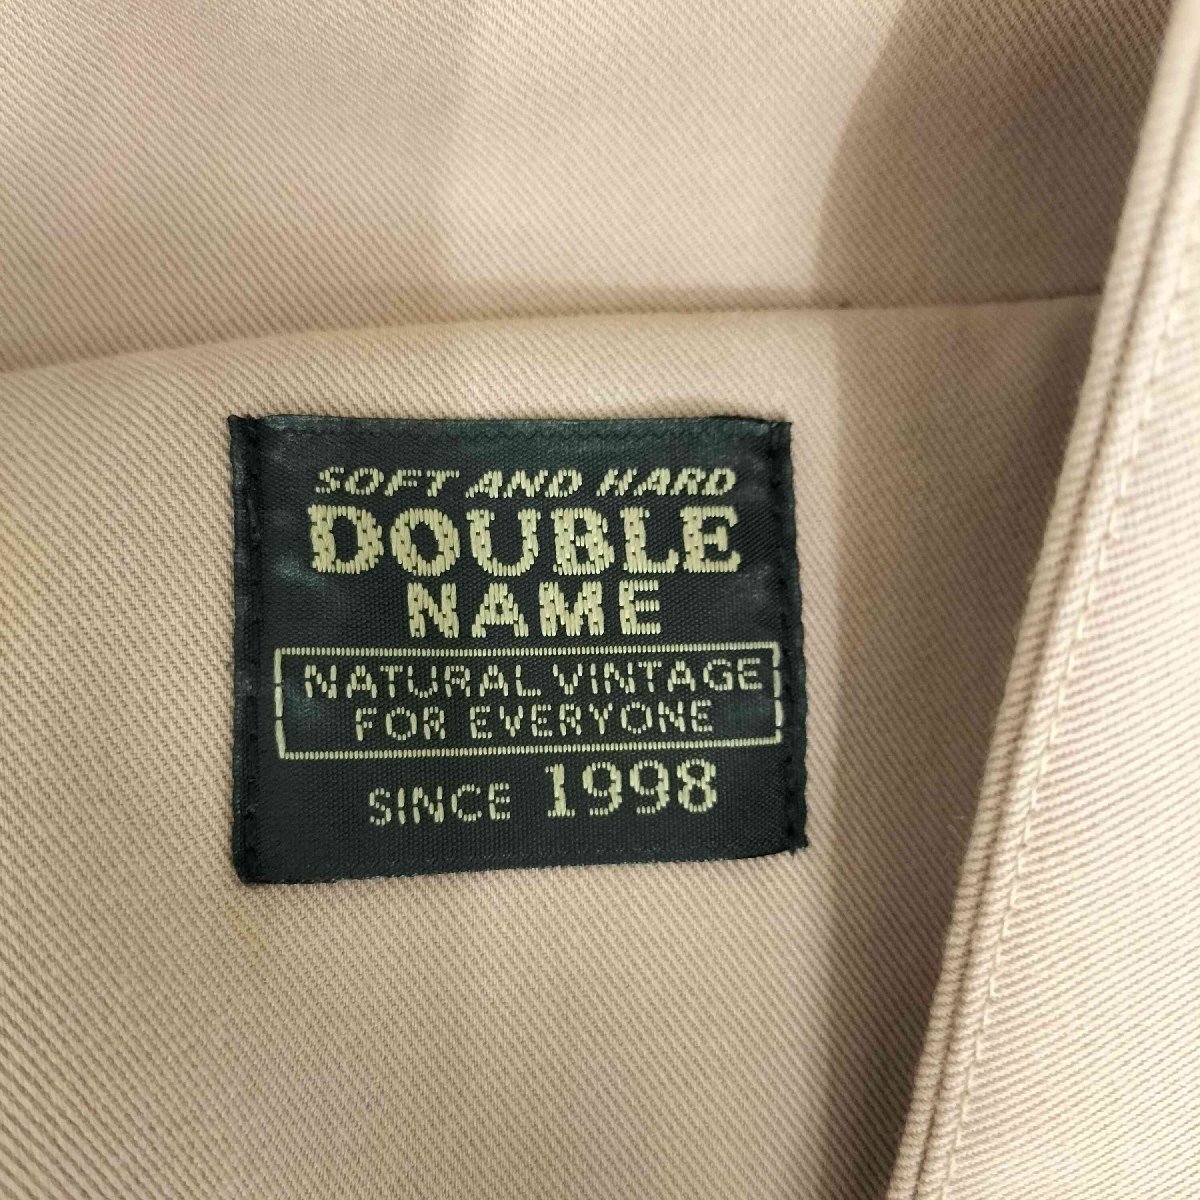 SOFT AND HARD
DOUBLE
NAME
NATURAL VINTAGE
FOR EVERYONE
SINCE 1998